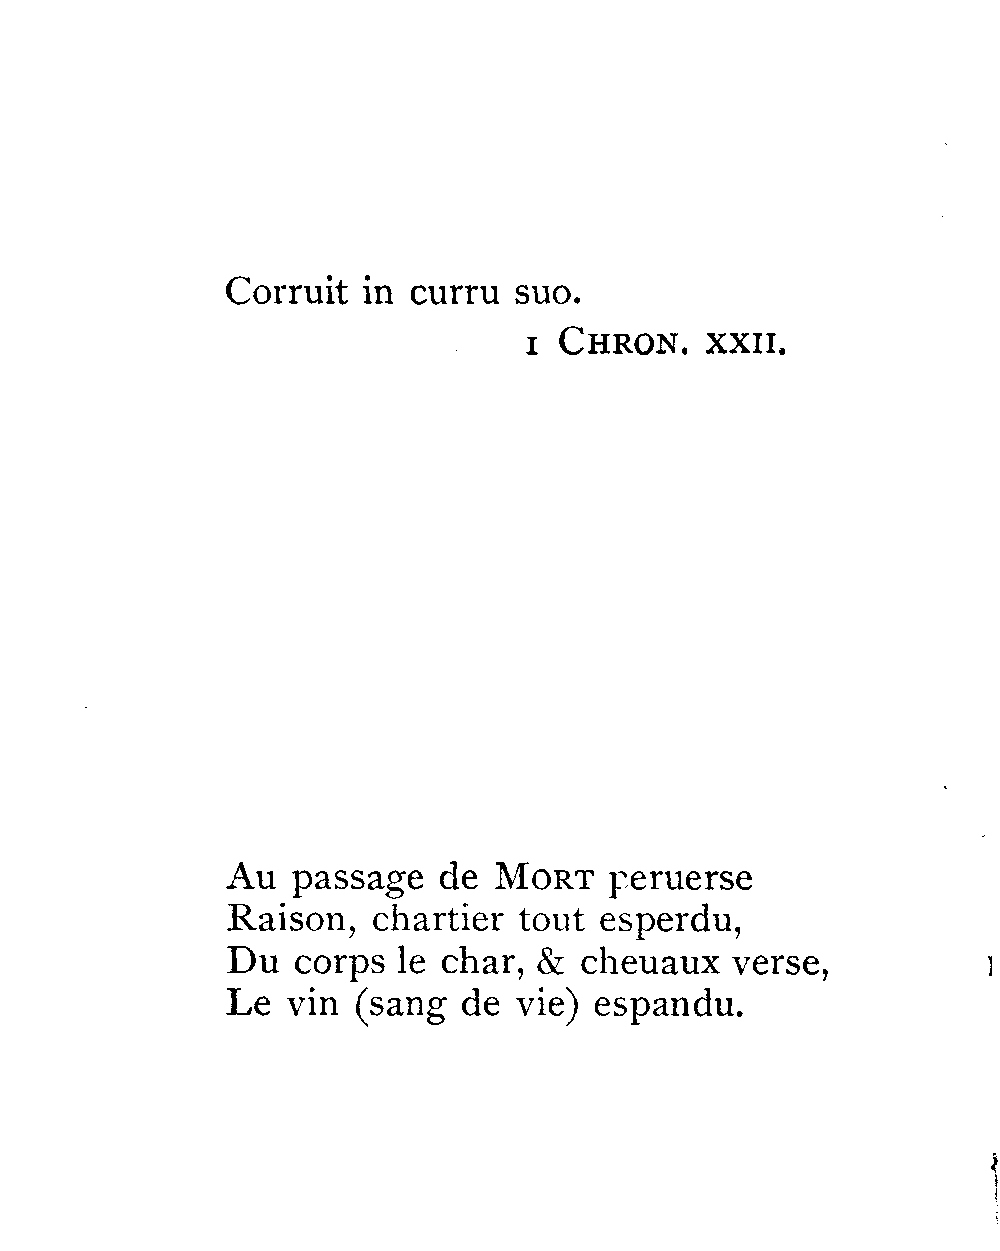 Corruit in curru suo.
I CHRON. XXII.
Au passage de MORT peruerse
Raison, chartier tout esperdu,
Du corps le char, & cheuaux verse,
Le vin (sang de vie) espandu.